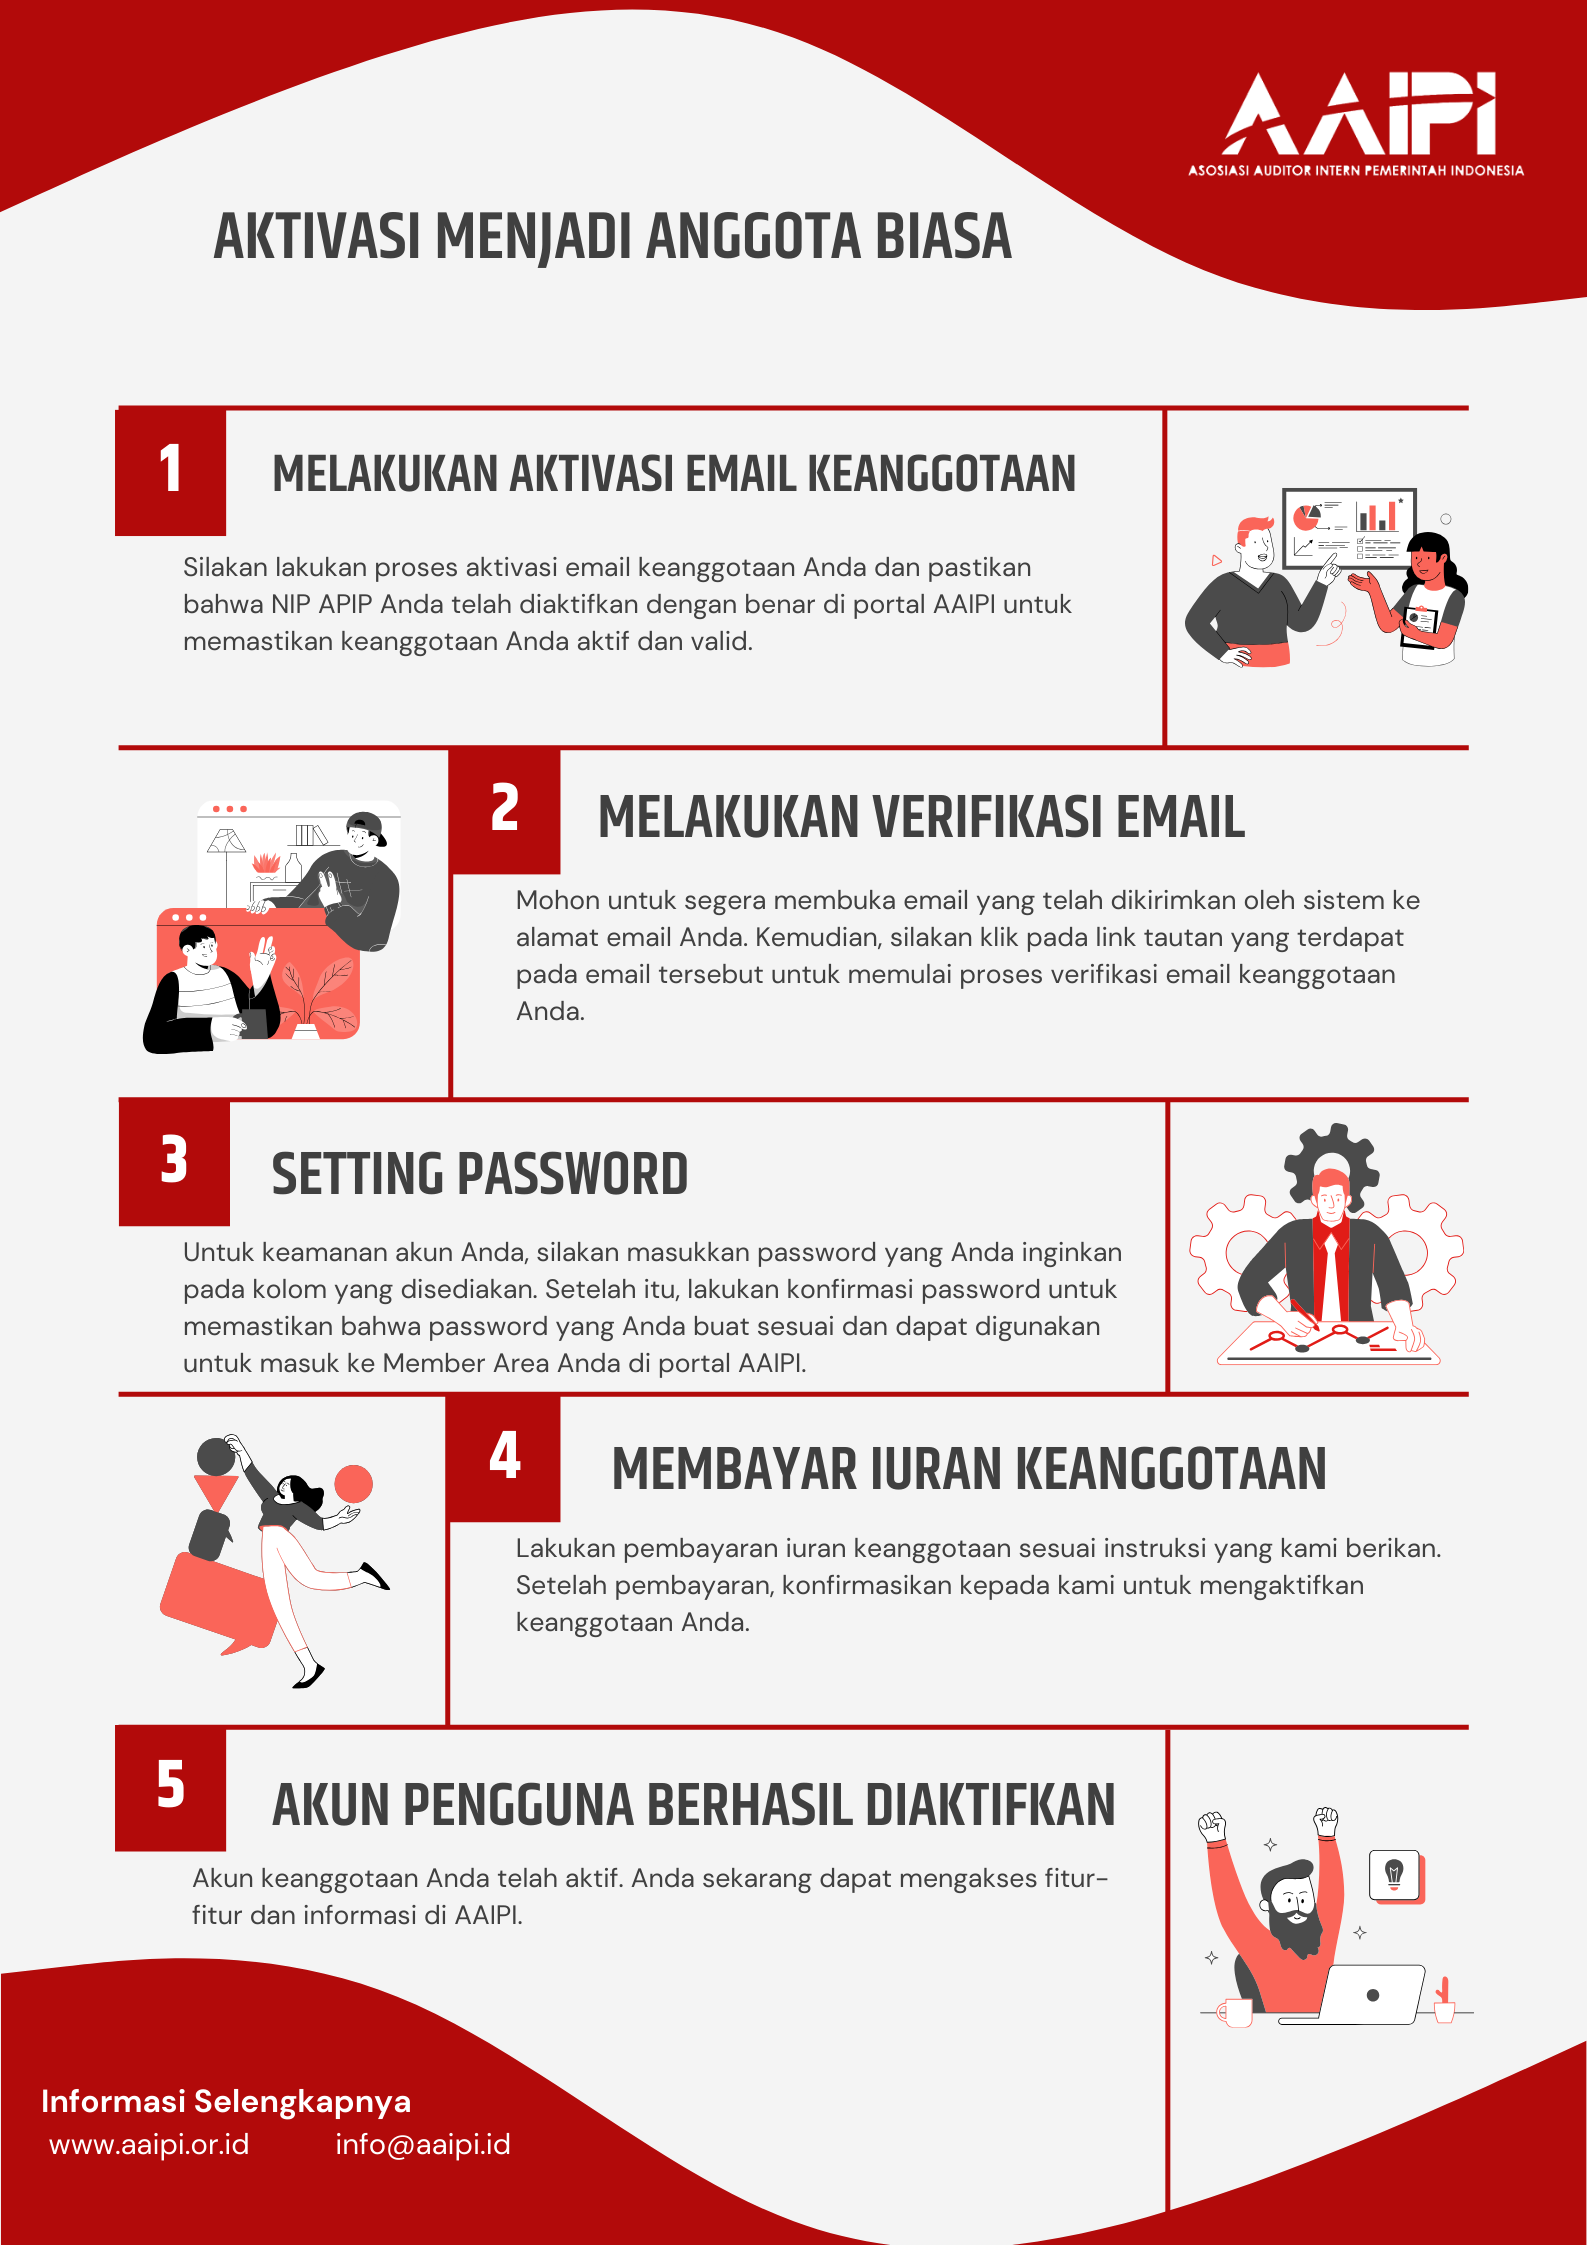 AAIPI
ASOSIASI AUDITOR INTERN PEMERINTAH INDONESIA
AKTIVASI MENJADI ANGGOTA BIASA
1
MELAKUKAN AKTIVASI EMAIL KEANGGOTAAN
Silakan lakukan proses aktivasi email keanggotaan Anda dan pastikan
bahwa NIP APIP Anda telah diaktifkan dengan benar di portal AAIPI untuk
memastikan keanggotaan Anda aktif dan valid.
2
MELAKUKAN VERIFIKASI EMAIL
Mohon untuk segera membuka email yang telah dikirimkan oleh sistem ke
alamat email Anda. Kemudian, silakan klik pada link tautan yang terdapat
pada email tersebut untuk memulai proses verifikasi email keanggotaan
Anda.
3
SETTING PASSWORD
Untuk keamanan akun Anda, silakan masukkan password yang Anda inginkan
pada kolom yang disediakan. Setelah itu, lakukan konfirmasi password untuk
memastikan bahwa password yang Anda buat sesuai dan dapat digunakan
untuk masuk ke Member Area Anda di portal AAIPI.
4
MEMBAYAR IURAN KEANGGOTAAN
Lakukan pembayaran iuran keanggotaan sesuai instruksi yang kami berikan.
Setelah pembayaran, konfirmasikan kepada kami untuk mengaktifkan
keanggotaan Anda.
5
AKUN PENGGUNA BERHASIL DIAKTIFKAN
Akun keanggotaan Anda telah aktif. Anda sekarang dapat mengakses fitur-
fitur dan informasi di AAIPI.
Informasi Selengkapnya
www.aaipi.or.id info@aaipi.id